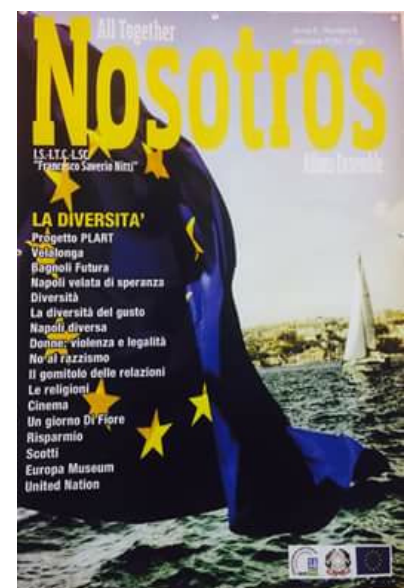 All Together
Nosotros
I.S.-I.T.C.-L.SC.
"Francesco Saverio Nitti"
Ensemble
LA DIVERSITA'
Progetto PLART
Velalonga
Bagnoli Futura
Napoli velata di speranza
Diversità
La diversità del gusto
Napoli diversa
Donne: violenza e legalità
No al razzismo
Il gomitolo delle relazioni
Le religioni
Cinema
Un giorno Di Fiore
Risparmio
Scotti
Europa Museum
United Nation